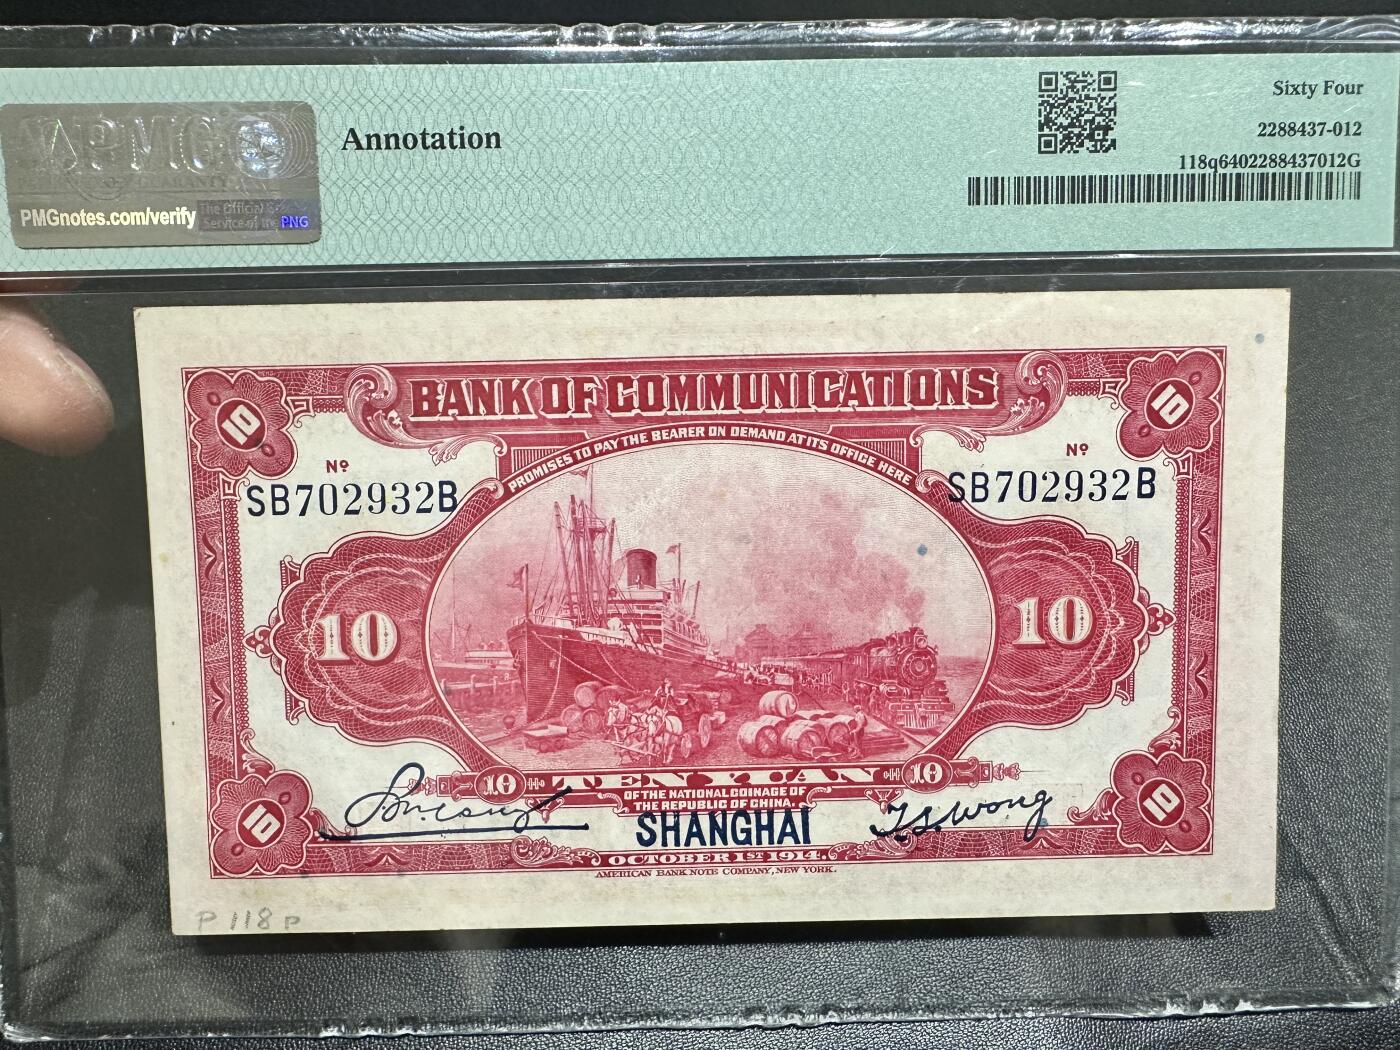 PMG
PMGnotes.com/verify
The Official
Service of the PNG
Annotation
Sixty Four
2288437-012
118q6402288437012G
BANK OF COMMUNICATIONS
PROMISES TO PAY THE BEARER ON DEMAND AT ITS OFFICE HERE
10
10
Nº
Nº
SB702932B
SB702932B
10
10
10 TEN YUAN 10
OF THE NATIONAL COINAGE OF
THE REPUBLIC OF CHINA.
SHANGHAI
T.S.Wong
10
10
OCTOBER 1ST 1914.
AMERICAN BANK NOTE COMPANY, NEW YORK.
P 118 p